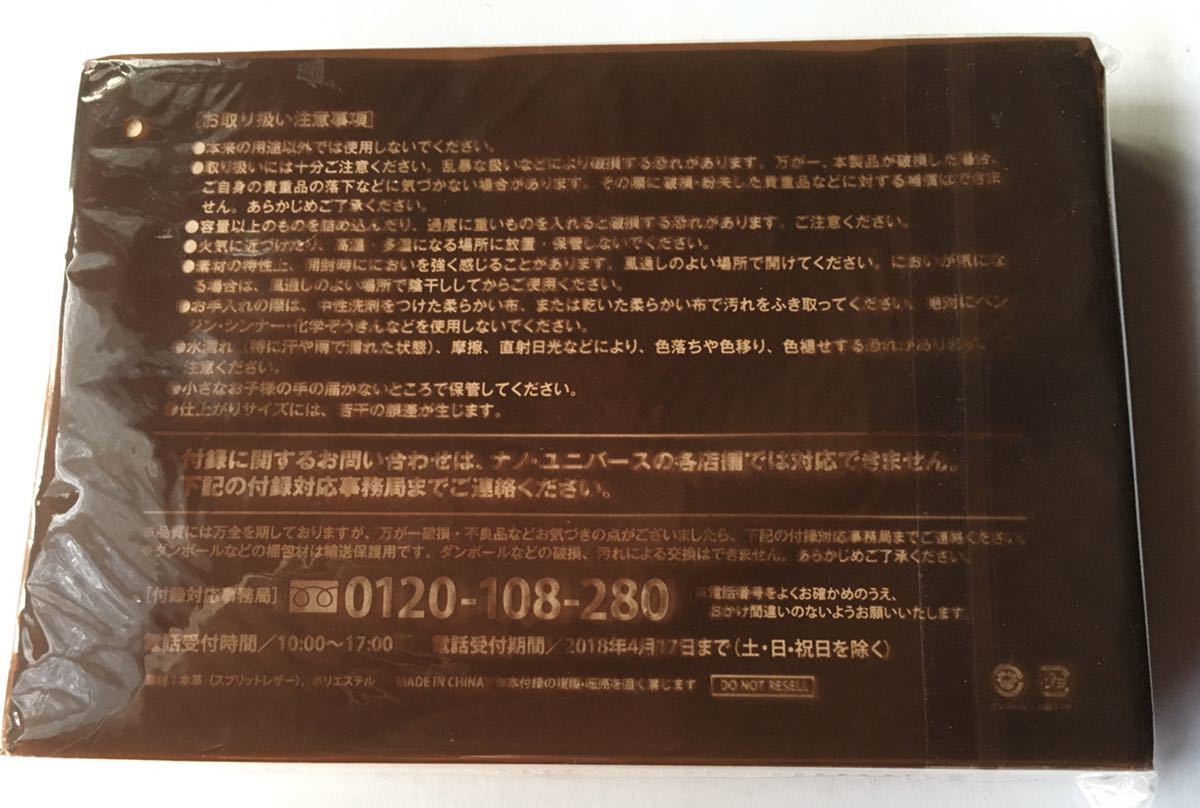 [お取り扱い注意事項]
●本来の用途以外では使用しないでください。
●取り扱いには十分ご注意ください。乱暴な扱いなどにより破損する恐れがあります。万が一、本製品が破損した場合、
ご自身の貴重品の落下などに気づかない場合があります。その際に破損・紛失した貴重品などに対する補償はできま
せん。あらかじめご了承ください。
●容量以上のものを詰め込んだり、過度に重いものを入れると破損する恐れがあります。ご注意ください。
●火気に近づけたり、高温・多湿になる場所に放置・保管しないでください。
●素材の特性上、開封時ににおいを強く感じることがあります。風通しのよい場所で開けてください。においが気にな
る場合は、風通しのよい場所で陰干ししてからご使用ください。
●お手入れの際は、中性洗剤をつけた柔らかい布、または乾いた柔らかい布で汚れをふき取ってください。絶対にベン
ジン・シンナー・化学ぞうきんなどを使用しないでください。
●水濡れ（特に汗や雨で濡れた状態）、摩擦、直射日光などにより、色落ちや色移り、色褪せする恐れがあります。ご
注意ください。
●小さなお子様の手の届かないところで保管してください。
●仕上がりサイズには、若干の誤差が生じます。
付録に関するお問い合わせは、ナノ・ユニバースの各店舗では対応できません。
下記の付録対応事務局までご連絡ください。
※品質には万全を期しておりますが、万が一破損・不良品などお気づきの点がございましたら、下記の付録対応事務局までご連絡ください。
※ダンボールなどの梱包材は輸送保護用です。ダンボールなどの破損、汚れによる交換はできません。あらかじめご了承ください。
[付録対応事務局] 0120-108-280 ※電話番号をよくお確かめのうえ、
おかけ間違いのないようお願いいたします
電話受付時間／10:00〜17:00 電話受付期間／2018年4月17日まで（土・日・祝日を除く）
素材：本革（スプリットレザー）、ポリエステル MADE IN CHINA ※本付録の複製・転売を固く禁じます DO NOT RESELL